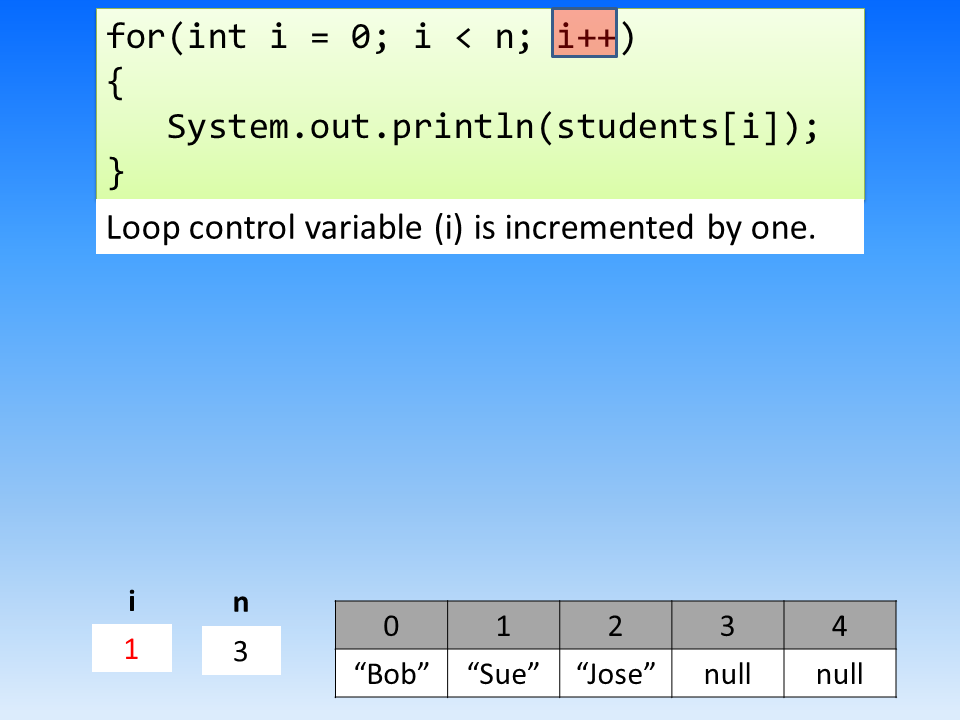 for(int i = 0; i < n; i++)
{
   System.out.println(students[i]);
}
Loop control variable (i) is incremented by one.
i n
1 3
0 1 2 3 4
“Bob” “Sue” “Jose” null null